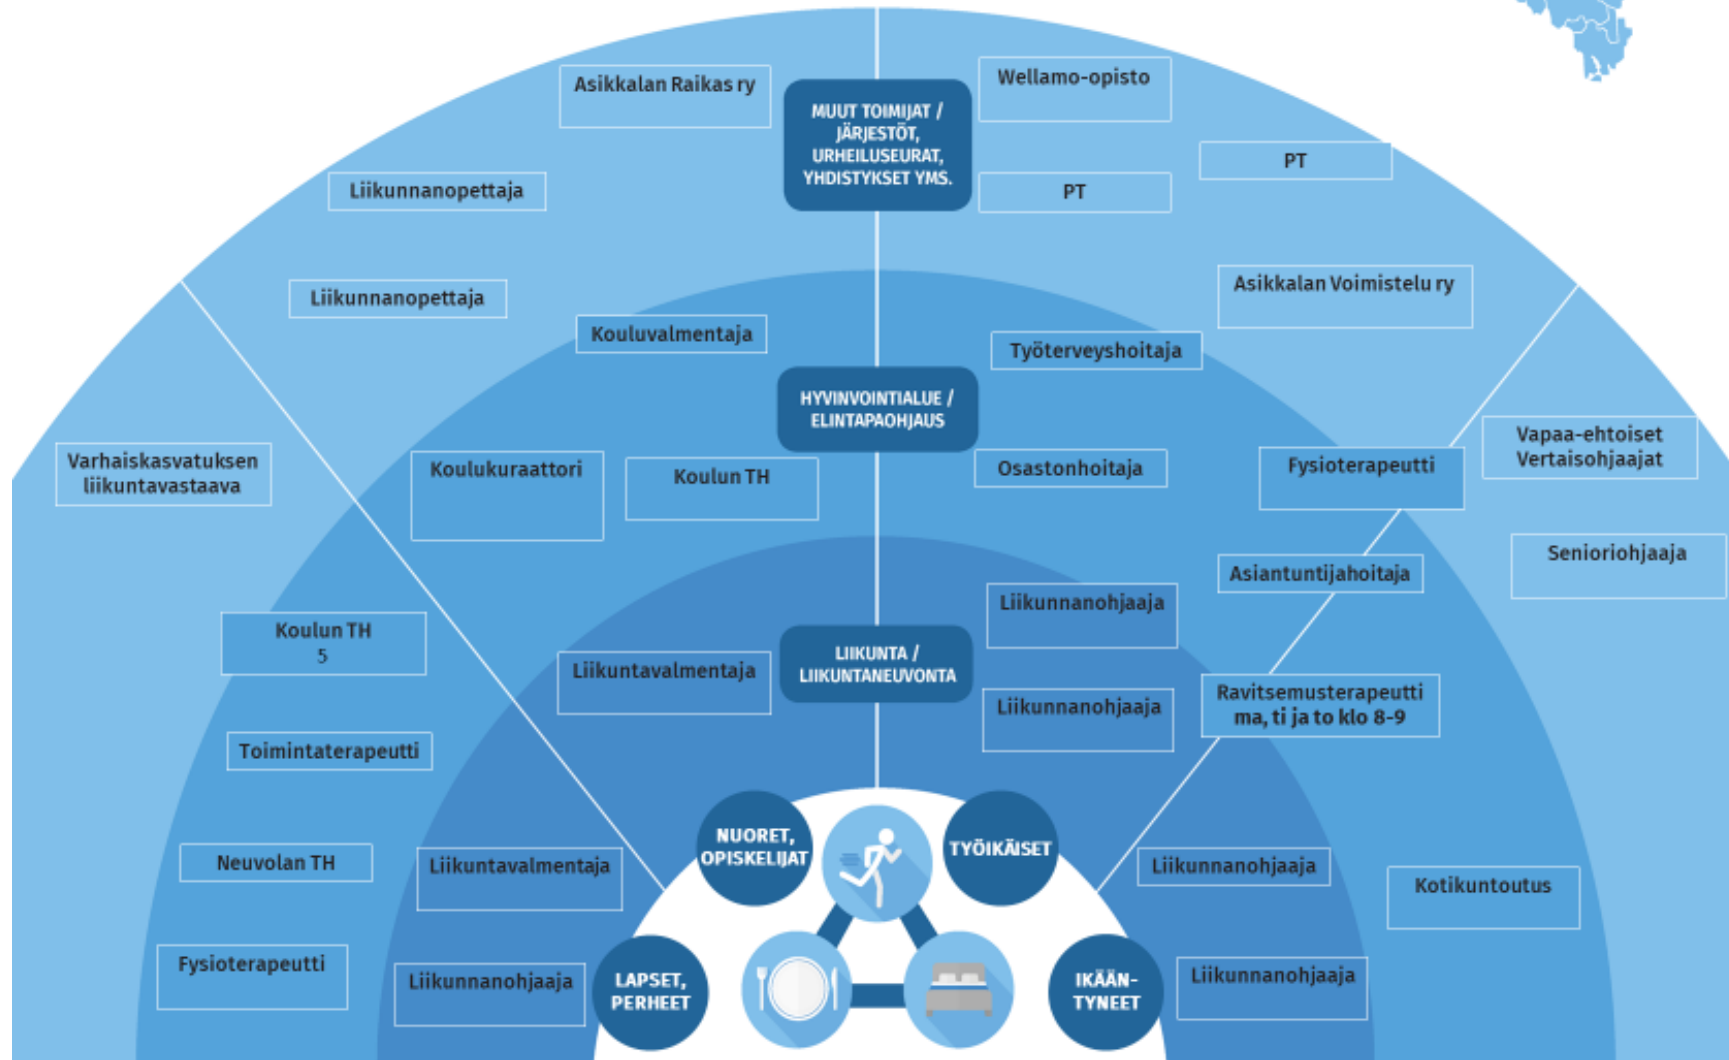 Asikkalan Raikas ry
Wellamo-opisto
MUUT TOIMIJAT /
JÄRJESTÖT,
URHEILUSEURAT,
YHDISTYKSET YMS.
PT
Liikunnanopettaja
PT
Asikkalan Voimistelu ry
Liikunnanopettaja
Kouluvalmentaja
Työterveyshoitaja
HYVINVOINTIALUE /
ELINTAPAOHJAUS
Vapaa-ehtoiset
Vertaisohjaajat
Varhaiskasvatuksen
liikuntavastaava
Koulukuraattori
Koulun TH
Osastonhoitaja
Fysioterapeutti
Senioriohjaaja
Asiantuntijahoitaja
Liikunnanohjaaja
Koulun TH
5
LIIKUNTA /
LIIKUNTANEUVONTA
Liikuntavalmentaja
Liikunnanohjaaja
Ravitsemusterapeutti
ma, ti ja to klo 8-9
Toimintaterapeutti
NUORET,
OPISKELIJAT
TYÖIKÄISET
Neuvolan TH
Liikuntavalmentaja
Liikunnanohjaaja
Kotikuntoutus
Fysioterapeutti
Liikunnanohjaaja
LAPSET,
PERHEET
IKÄÄN-
TYNEET
Liikunnanohjaaja